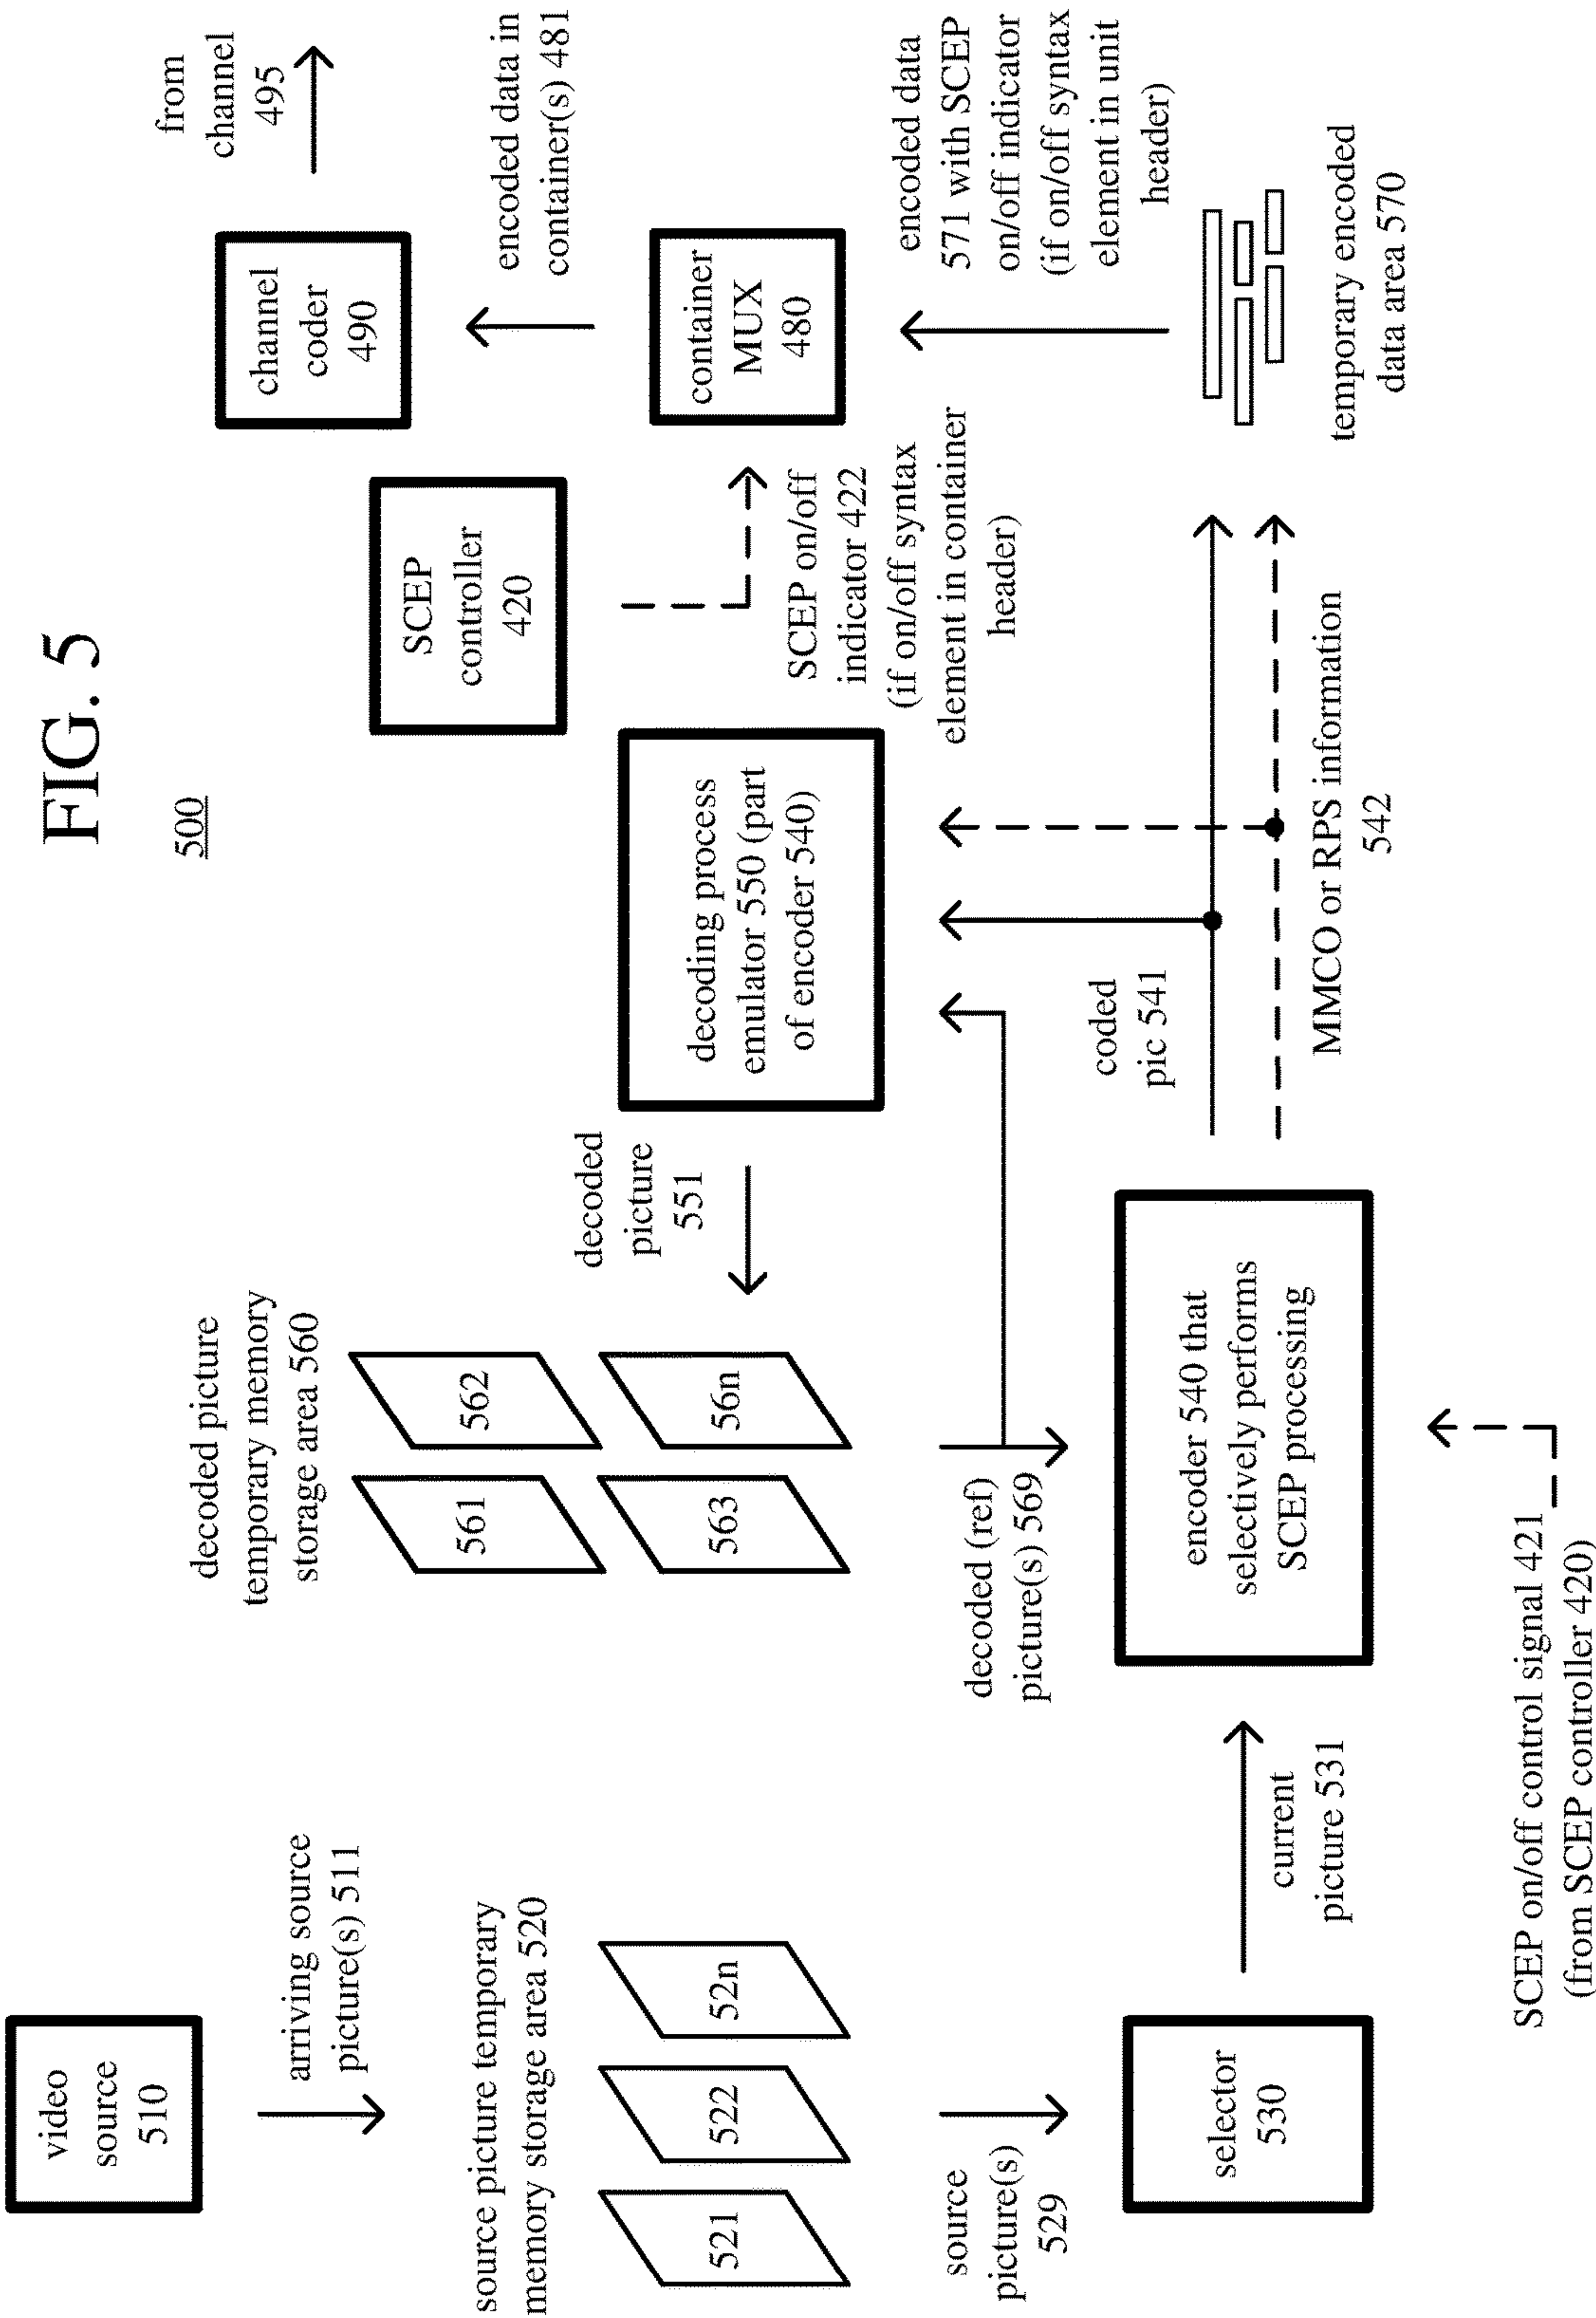 FIG. 5
500
video
source
510
arriving source
picture(s) 511
source picture temporary
memory storage area 520
521
522
52n
source
picture(s)
529
selector
530
current
picture 531
SCEP on/off control signal 421
(from SCEP controller 420)
encoder 540 that
selectively performs
SCEP processing
decoded picture
temporary memory
storage area 560
561
562
563
56n
decoded (ref)
picture(s) 569
decoded
picture
551
decoding process
emulator 550 (part
of encoder 540)
coded
pic 541
MMCO or RPS information
542
SCEP
controller
420
SCEP on/off
indicator 422
(if on/off syntax
element in container
header)
temporary encoded
data area 570
encoded data
571 with SCEP
on/off indicator
(if on/off syntax
element in unit
header)
container
MUX
480
encoded data in
container(s) 481
channel
coder
490
from
channel
495